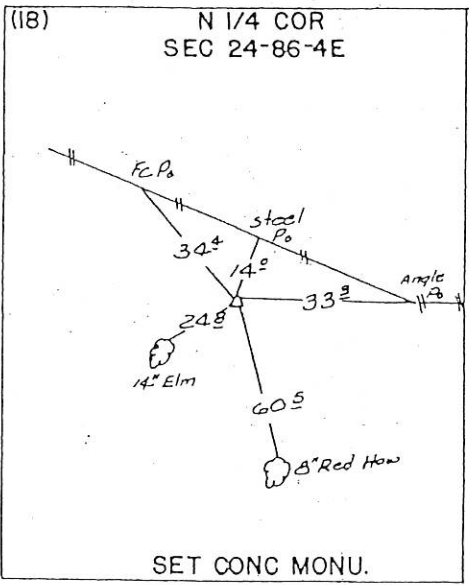 (18)
N 1/4 COR
SEC 24-86-4E
FC Po
steel
Po
34 4
14 0
Angle
Po
33 9
24 8
14" Elm
60 5
8" Red Haw
SET CONC MONU.